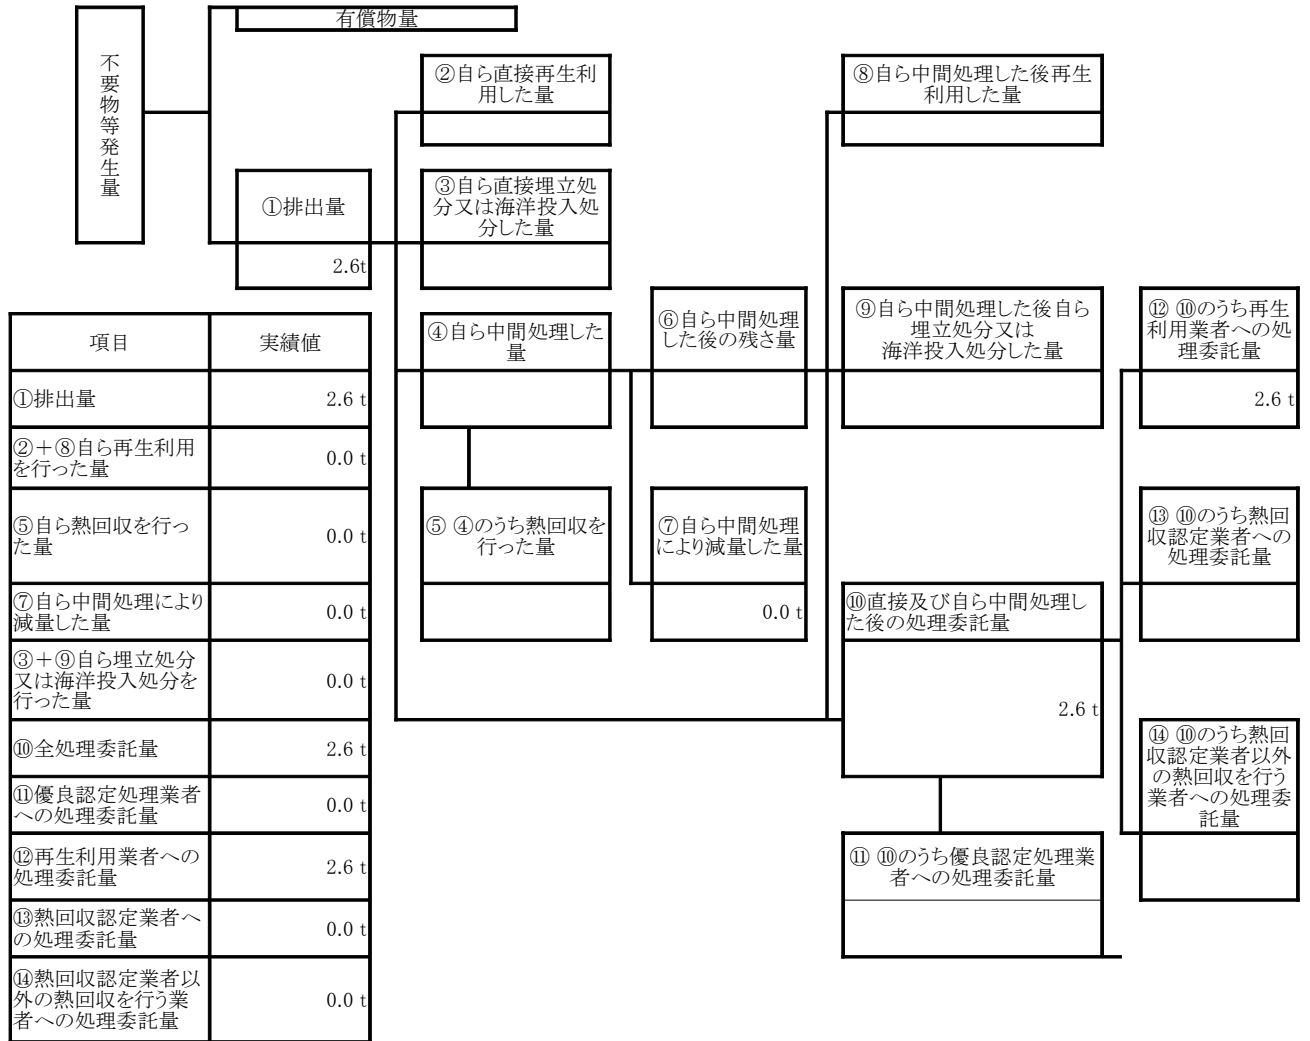 有償物量
不要物等発生量
②自ら直接再生利
用した量
⑧自ら中間処理した後再生
利用した量
①排出量
2.6t
③自ら直接埋立処
分又は海洋投入処
分した量
④自ら中間処理した
量
⑥自ら中間処理
した後の残さ量
⑨自ら中間処理した後自ら
埋立処分又は
海洋投入処分した量
⑫ ⑩のうち再生
利用業者への処
理委託量
2.6 t
⑤ ④のうち熱回収を
行った量
⑦自ら中間処理
により減量した量
0.0 t
⑩直接及び自ら中間処理し
た後の処理委託量
2.6 t
⑬ ⑩のうち熱回
収認定業者への
処理委託量
⑭ ⑩のうち熱回
収認定業者以外
の熱回収を行う
業者への処理委
託量
⑪ ⑩のうち優良認定処理業
者への処理委託量
項目 実績値
①排出量 2.6 t
②＋⑧自ら再生利用
を行った量 0.0 t
⑤自ら熱回収を行っ
た量 0.0 t
⑦自ら中間処理により
減量した量 0.0 t
③＋⑨自ら埋立処分
又は海洋投入処分を
行った量 0.0 t
⑩全処理委託量 2.6 t
⑪優良認定処理業者
への処理委託量 0.0 t
⑫再生利用業者への
処理委託量 2.6 t
⑬熱回収認定業者へ
の処理委託量 0.0 t
⑭熱回収認定業者以
外の熱回収を行う業
者への処理委託量 0.0 t